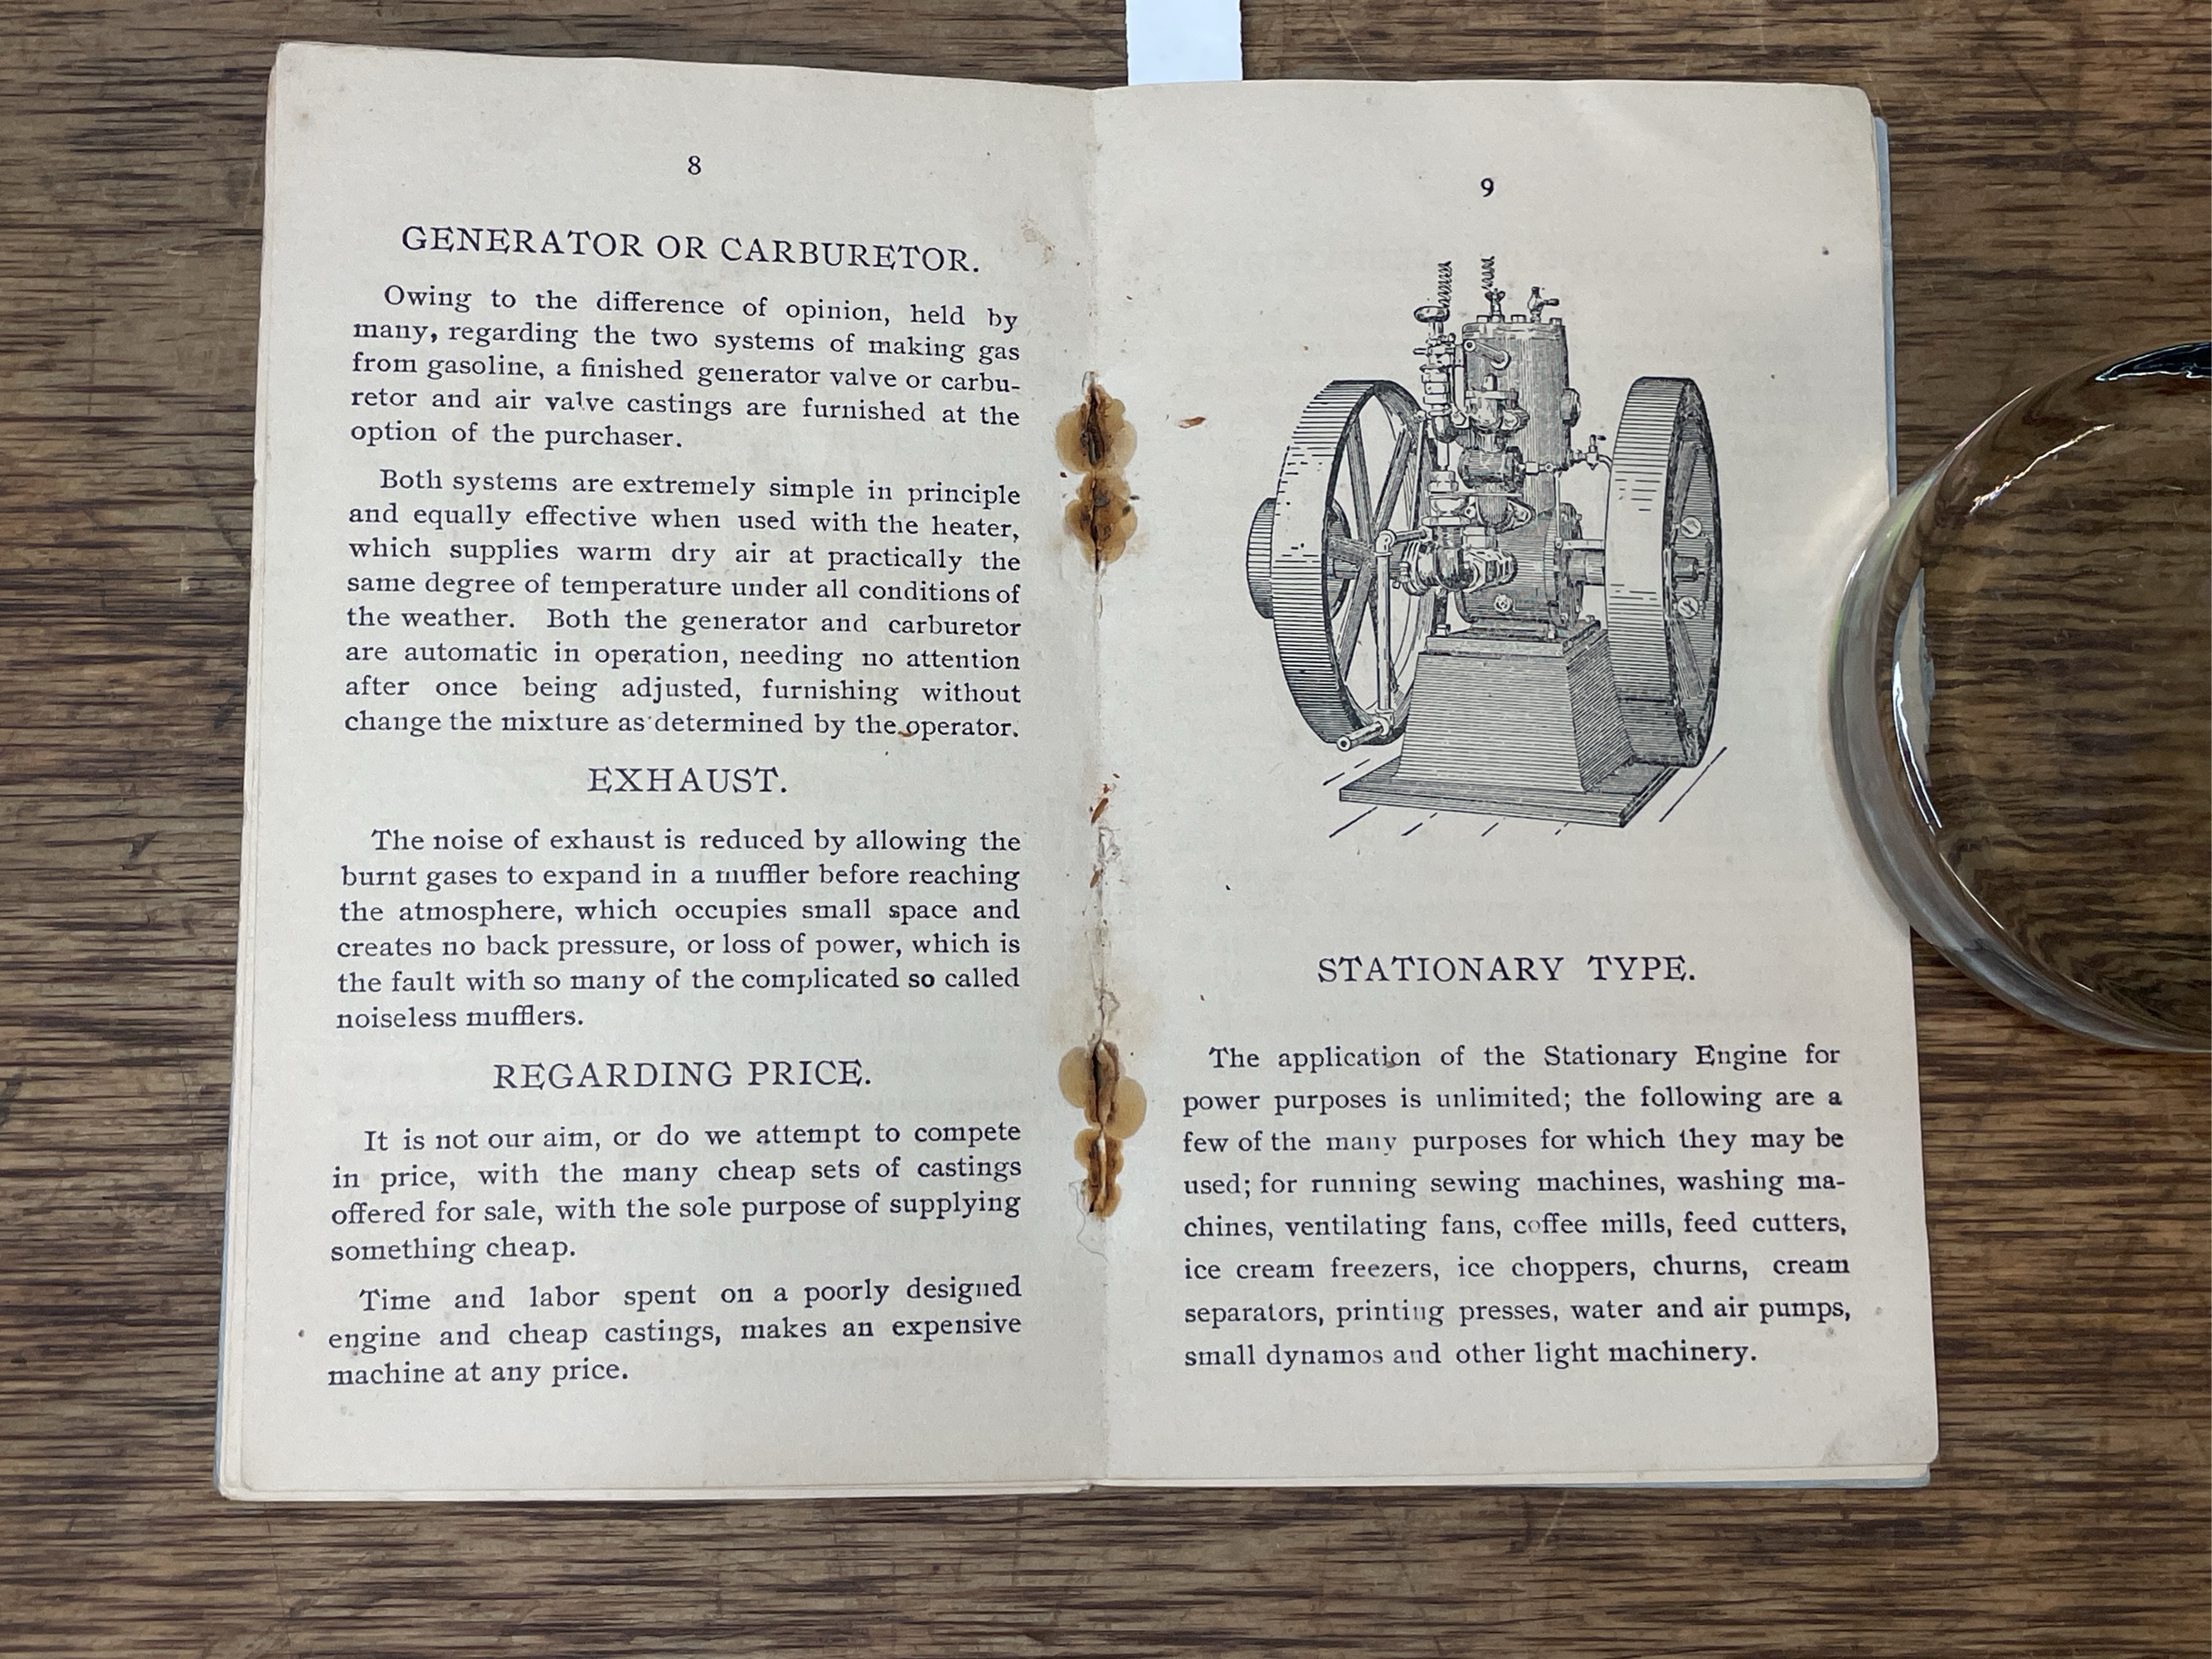 8
GENERATOR OR CARBURETOR.
Owing to the difference of opinion, held by
many, regarding the two systems of making gas
from gasoline, a finished generator valve or carbu-
retor and air valve castings are furnished at the
option of the purchaser.
Both systems are extremely simple in principle
and equally effective when used with the heater,
which supplies warm dry air at practically the
same degree of temperature under all conditions of
the weather. Both the generator and carburetor
are automatic in operation, needing no attention
after once being adjusted, furnishing without
change the mixture as determined by the operator.
EXHAUST.
The noise of exhaust is reduced by allowing the
burnt gases to expand in a muffler before reaching
the atmosphere, which occupies small space and
creates no back pressure, or loss of power, which is
the fault with so many of the complicated so called
noiseless mufflers.
REGARDING PRICE.
It is not our aim, or do we attempt to compete
in price, with the many cheap sets of castings
offered for sale, with the sole purpose of supplying
something cheap.
Time and labor spent on a poorly designed
engine and cheap castings, makes an expensive
machine at any price.
9
STATIONARY TYPE.
The application of the Stationary Engine for
power purposes is unlimited; the following are a
few of the many purposes for which they may be
used; for running sewing machines, washing ma-
chines, ventilating fans, coffee mills, feed cutters,
ice cream freezers, ice choppers, churns, cream
separators, printing presses, water and air pumps,
small dynamos and other light machinery.